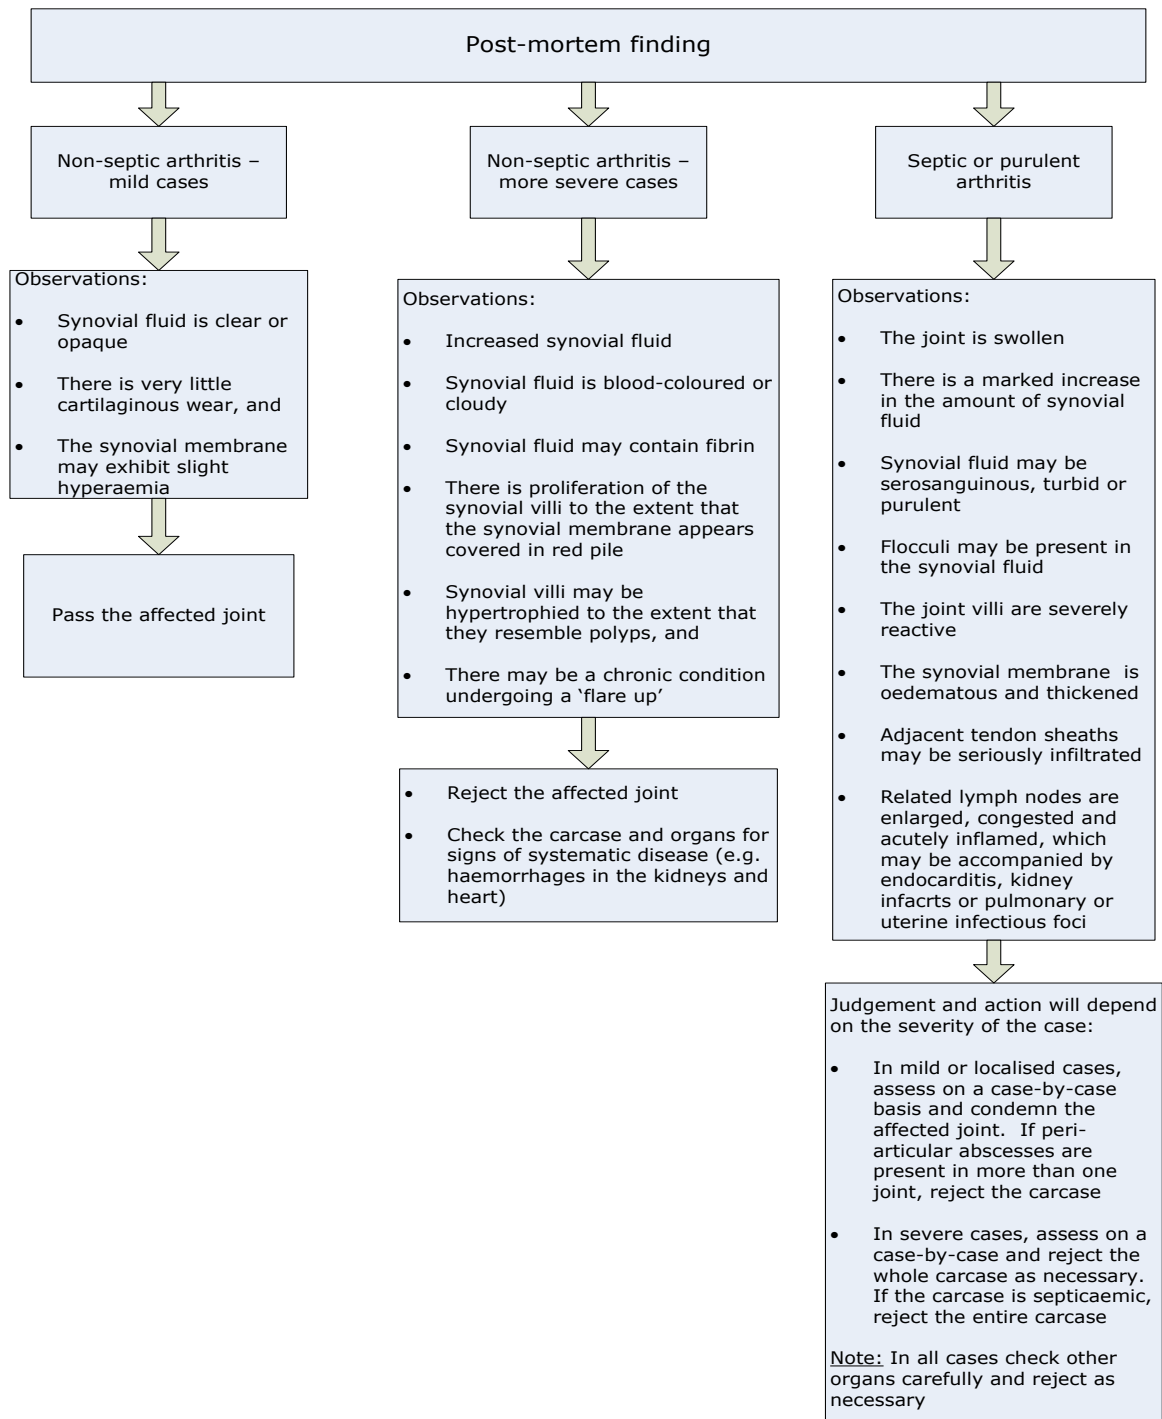 Post-mortem finding
Non-septic arthritis –
mild cases
Non-septic arthritis –
more severe cases
Septic or purulent
arthritis
Observations:
• Synovial fluid is clear or
opaque
• There is very little
cartilaginous wear, and
• The synovial membrane
may exhibit slight
hyperaemia
Pass the affected joint
Observations:
• Increased synovial fluid
• Synovial fluid is blood-coloured or
cloudy
• Synovial fluid may contain fibrin
• There is proliferation of the
synovial villi to the extent that
the synovial membrane appears
covered in red pile
• Synovial villi may be
hypertrophied to the extent that
they resemble polyps, and
• There may be a chronic condition
undergoing a ‘flare up’
• Reject the affected joint
• Check the carcase and organs for
signs of systematic disease (e.g.
haemorrhages in the kidneys and
heart)
Observations:
• The joint is swollen
• There is a marked increase
in the amount of synovial
fluid
• Synovial fluid may be
serosanguinous, turbid or
purulent
• Flocculi may be present in
the synovial fluid
• The joint villi are severely
reactive
• The synovial membrane is
oedematous and thickened
• Adjacent tendon sheaths
may be seriously infiltrated
• Related lymph nodes are
enlarged, congested and
acutely inflamed, which
may be accompanied by
endocarditis, kidney
infacrts or pulmonary or
uterine infectious foci
Judgement and action will depend
on the severity of the case:
• In mild or localised cases,
assess on a case-by-case
basis and condemn the
affected joint. If peri-
articular abscesses are
present in more than one
joint, reject the carcase
• In severe cases, assess on a
case-by-case and reject the
whole carcase as necessary.
If the carcase is septicaemic,
reject the entire carcase
Note: In all cases check other
organs carefully and reject as
necessary